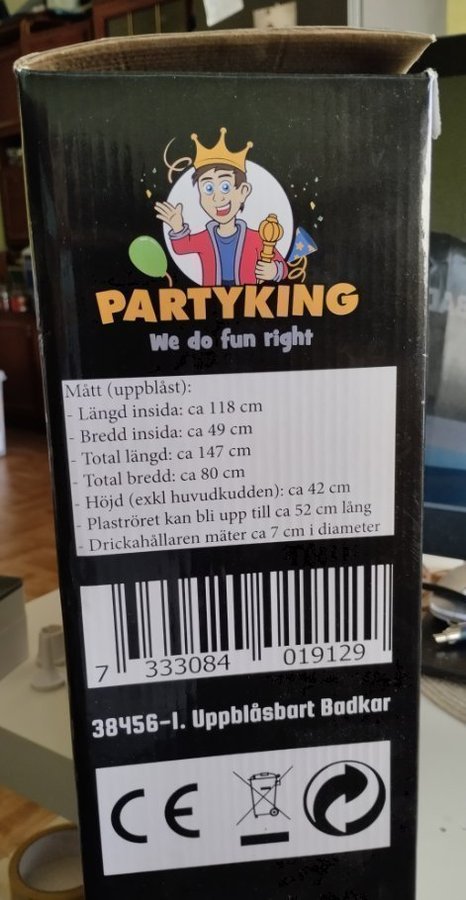 PARTYKING
We do fun right
Mått (uppblåst):
- Längd insida: ca 118 cm
- Bredd insida: ca 49 cm
- Total längd: ca 147 cm
- Total bredd: ca 80 cm
- Höjd (exkl huvudkudden): ca 42 cm
- Plaströret kan bli upp till ca 52 cm lång
- Drickahållaren mäter ca 7 cm i diameter
7 333084 019129
38456-1. Uppblåsbart Badkar
CE